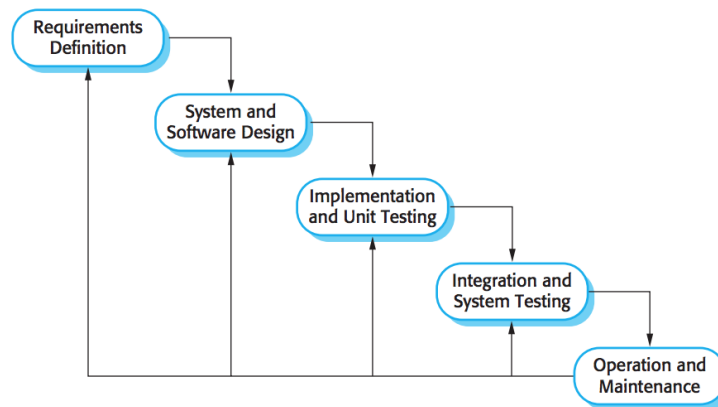 Requirements
Definition
System and
Software Design
Implementation
and Unit Testing
Integration and
System Testing
Operation and
Maintenance